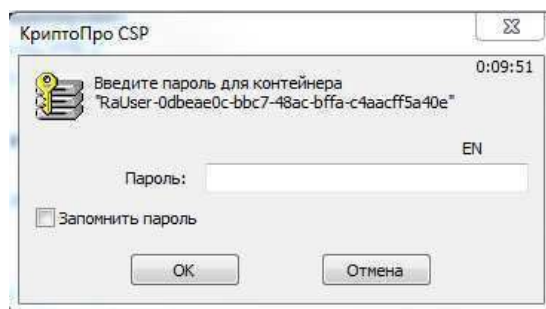 КриптоПро CSP
0:09:51
Введите пароль для контейнера
"RaUser-0dbeae0c-bbc7-48ac-bffa-c4aacff5a40e"
EN
Пароль:
Запомнить пароль
OK
Отмена